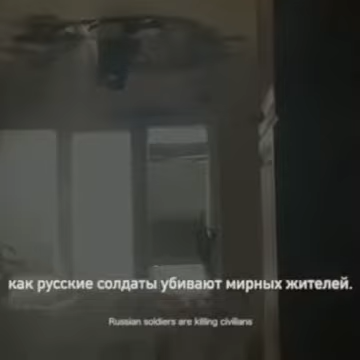 как русские солдаты убивают мирных жителей.
Russian soldiers are killing civilians